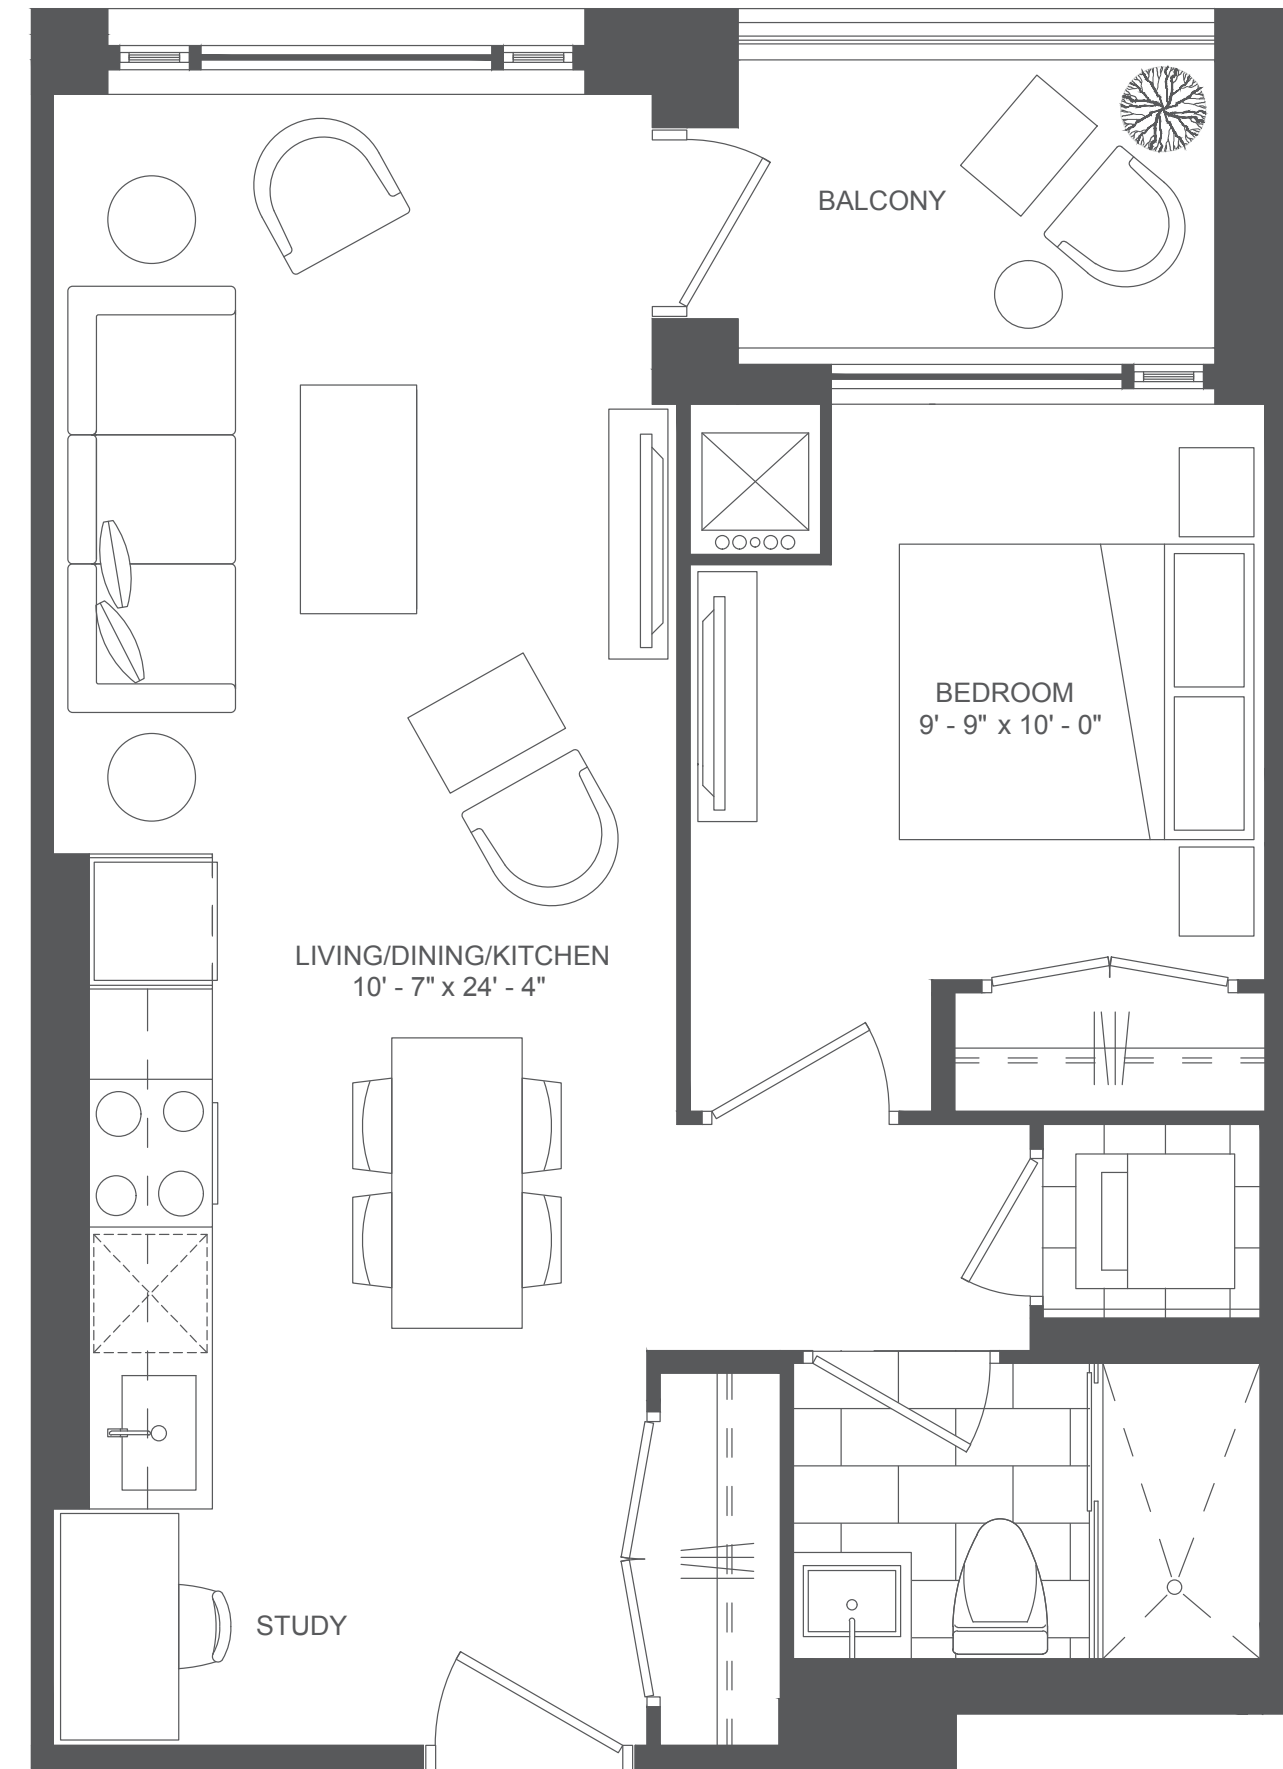 BALCONY
BEDROOM
9' - 9" x 10' - 0"
LIVING/DINING/KITCHEN
10' - 7" x 24' - 4"
STUDY